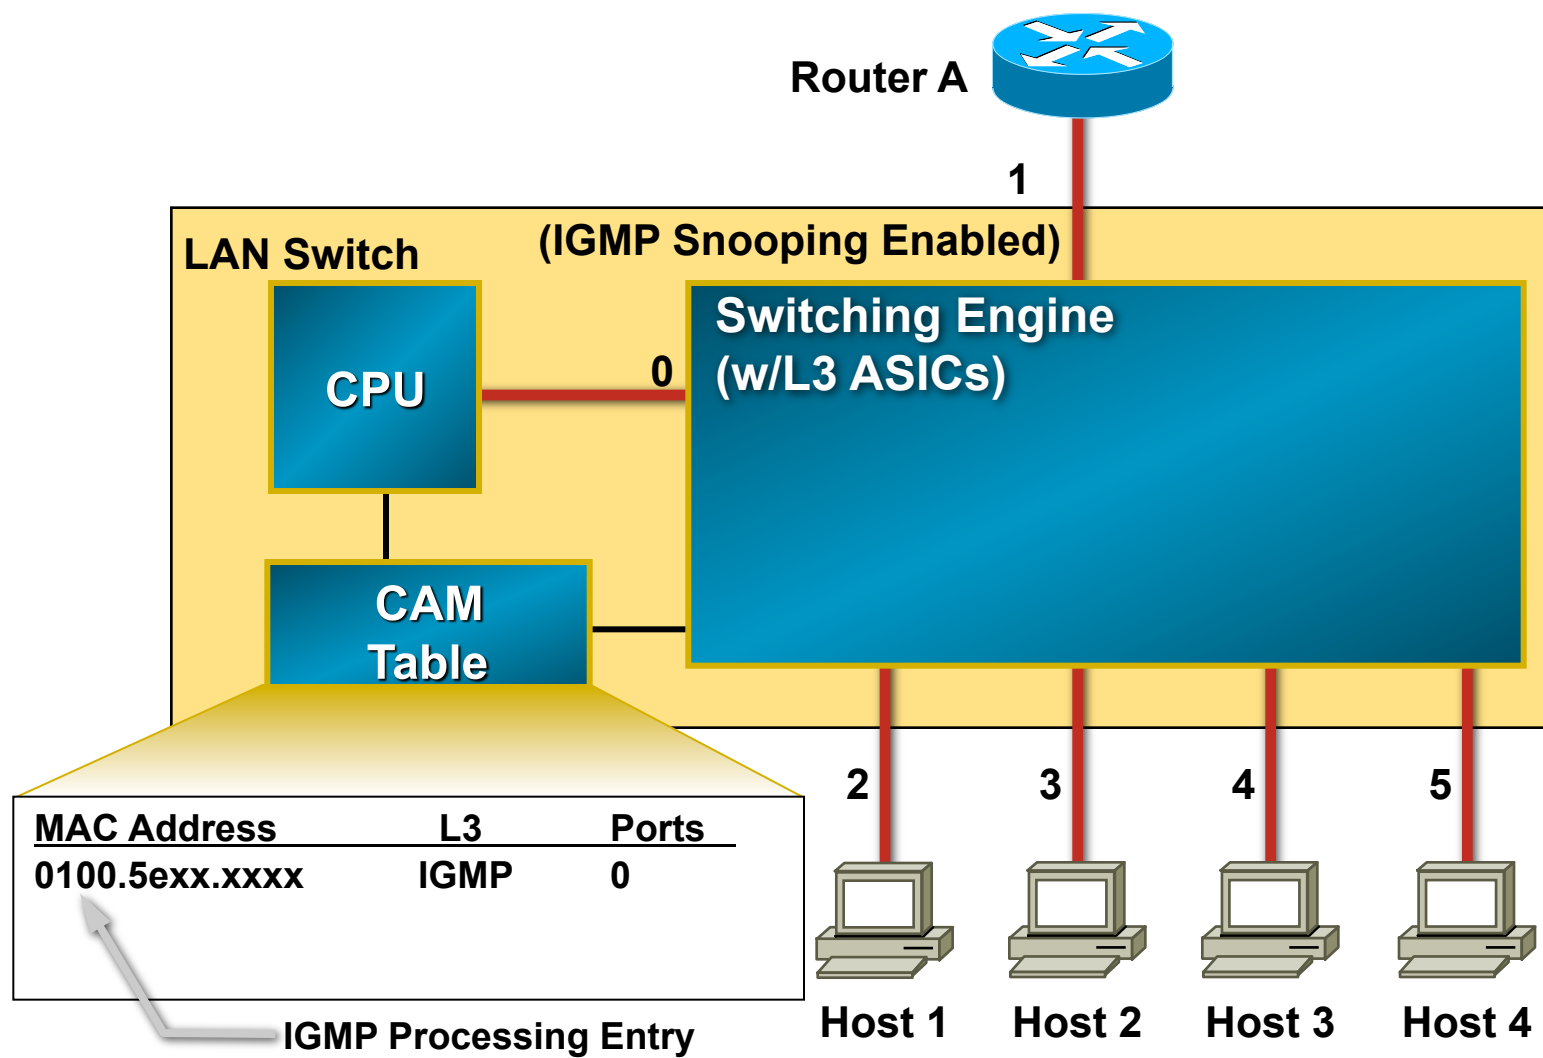 Router A
1
LAN Switch
(IGMP Snooping Enabled)
Switching Engine
(w/L3 ASICs)
CPU
0
CAM
Table
2
3
4
5
MAC Address L3 Ports
0100.5exx.xxxx IGMP 0
IGMP Processing Entry
Host 1
Host 2
Host 3
Host 4